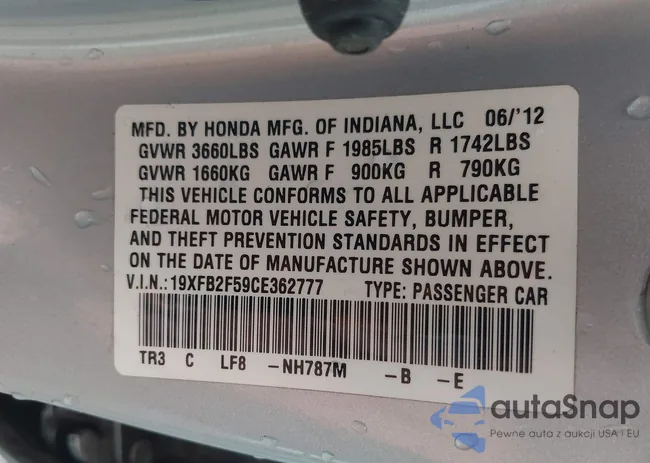 MFD. BY HONDA MFG. OF INDIANA, LLC 06/'12
GVWR 3660LBS GAWR F 1985LBS R 1742LBS
GVWR 1660KG GAWR F 900KG R 790KG
THIS VEHICLE CONFORMS TO ALL APPLICABLE
FEDERAL MOTOR VEHICLE SAFETY, BUMPER,
AND THEFT PREVENTION STANDARDS IN EFFECT
ON THE DATE OF MANUFACTURE SHOWN ABOVE.
V.I.N.:19XFB2F59CE362777 TYPE: PASSENGER CAR
TR3 C LF8 -NH787M -B -E
autaSnap
Pewne auta z aukcji USA i EU